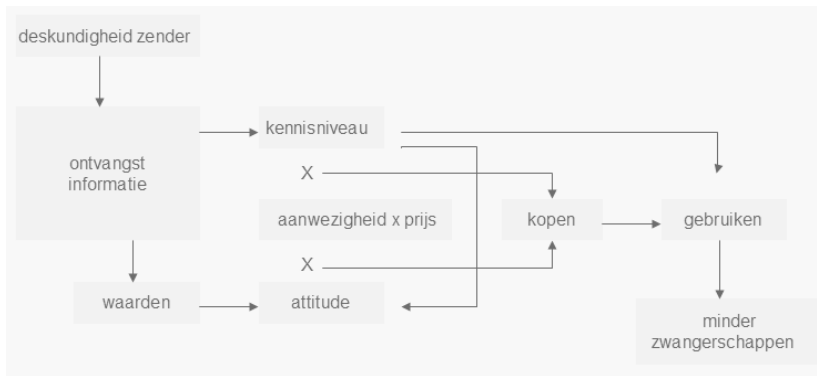 deskundigheid zender
ontvangst
informatie
kennisniveau
X
aanwezigheid x prijs
kopen
gebruiken
X
waarden
attitude
minder
zwangerschappen